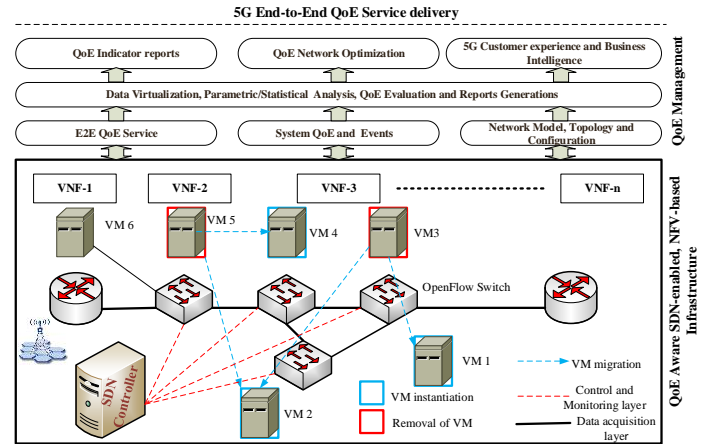 5G End-to-End QoE Service delivery
QoE Indicator reports
QoE Network Optimization
5G Customer experience and Business
Intelligence
Data Virtualization, Parametric/Statistical Analysis, QoE Evaluation and Reports Generations
E2E QoE Service
System QoE and Events
Network Model, Topology and
Configuration
QoE Management
VNF-1
VNF-2
VNF-3
VNF-n
VM 6
VM 5
VM 4
VM3
OpenFlow Switch
SDN
Controller
VM 2
VM 1
VM instantiation
Removal of VM
VM migration
Control and
Monitoring layer
Data acquisition
layer
QoE Aware SDN-enabled, NFV-based
Infrastructure